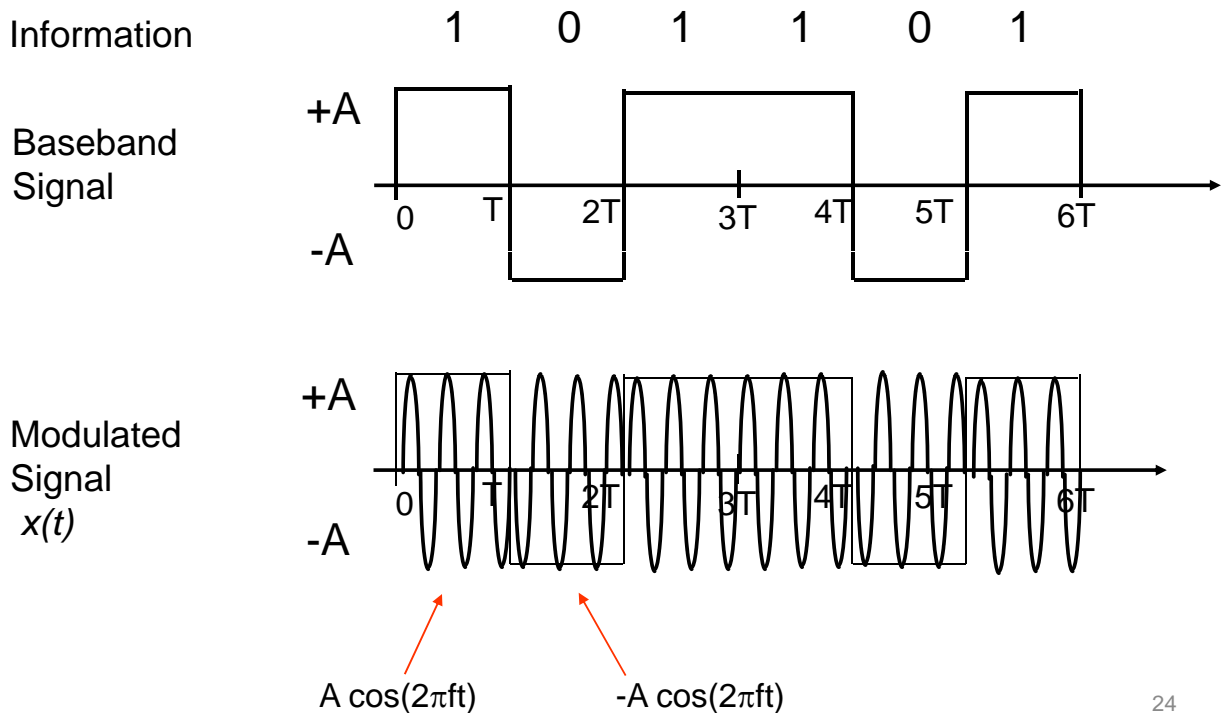 Information 1 0 1 1 0 1
+A
Baseband
Signal
0 T 2T 3T 4T 5T 6T
-A
+A
Modulated
Signal
x(t)
0 T 2T 3T 4T 5T 6T
-A
A cos(2πft) -A cos(2πft)
24